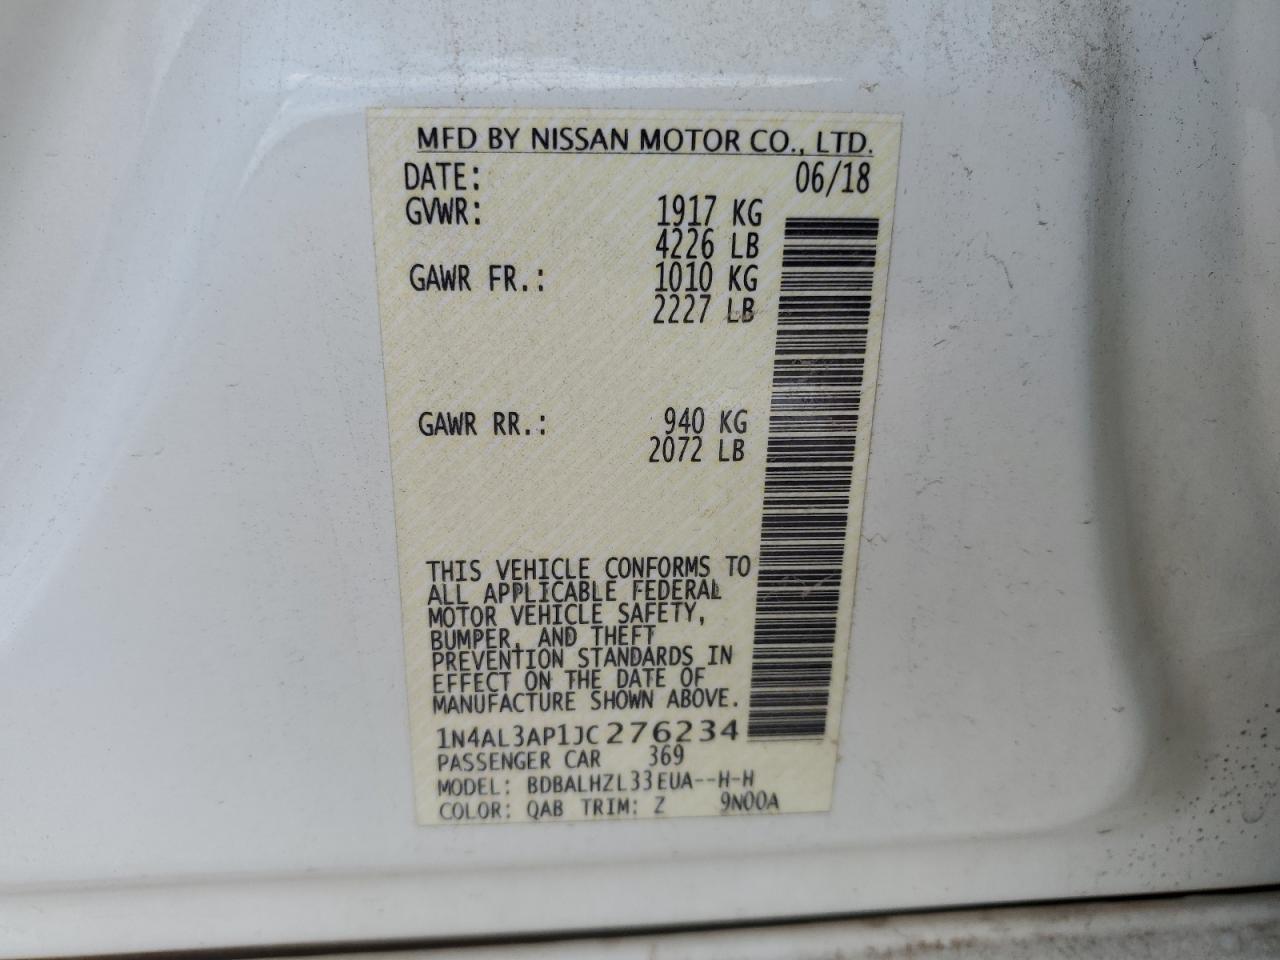 MFD BY NISSAN MOTOR CO., LTD.
DATE: 06/18
GVWR: 1917 KG
4226 LB
GAWR FR.: 1010 KG
2227 LB
GAWR RR.: 940 KG
2072 LB
THIS VEHICLE CONFORMS TO
ALL APPLICABLE FEDERAL
MOTOR VEHICLE SAFETY,
BUMPER, AND THEFT
PREVENTION STANDARDS IN
EFFECT ON THE DATE OF
MANUFACTURE SHOWN ABOVE.
1N4AL3AP1JC276234
PASSENGER CAR 369
MODEL: BDBALHZL33EUA--H-H
COLOR: QAB TRIM: Z 9N00A